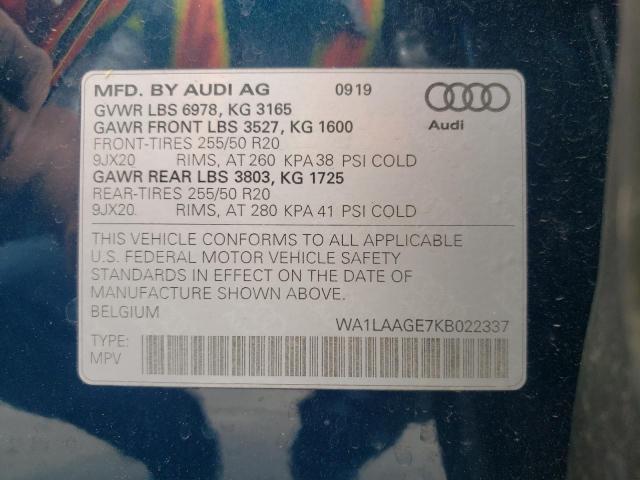 MFD. BY AUDI AG 09 19
GVWR LBS 6978, KG 3165
GAWR FRONT LBS 3527, KG 1600
Audi
FRONT-TIRES 255/50 R20
9JX20 RIMS, AT 260 KPA 38 PSI COLD
GAWR REAR LBS 3803, KG 1725
REAR-TIRES 255/50 R20
9JX20. RIMS, AT 280 KPA 41 PSI COLD
THIS VEHICLE CONFORMS TO ALL APPLICABLE
U.S. FEDERAL MOTOR VEHICLE SAFETY
STANDARDS IN EFFECT ON THE DATE OF
MANUFACTURE SHOWN ABOVE.
BELGIUM
WA1LAAGE7KB022337
TYPE:
MPV